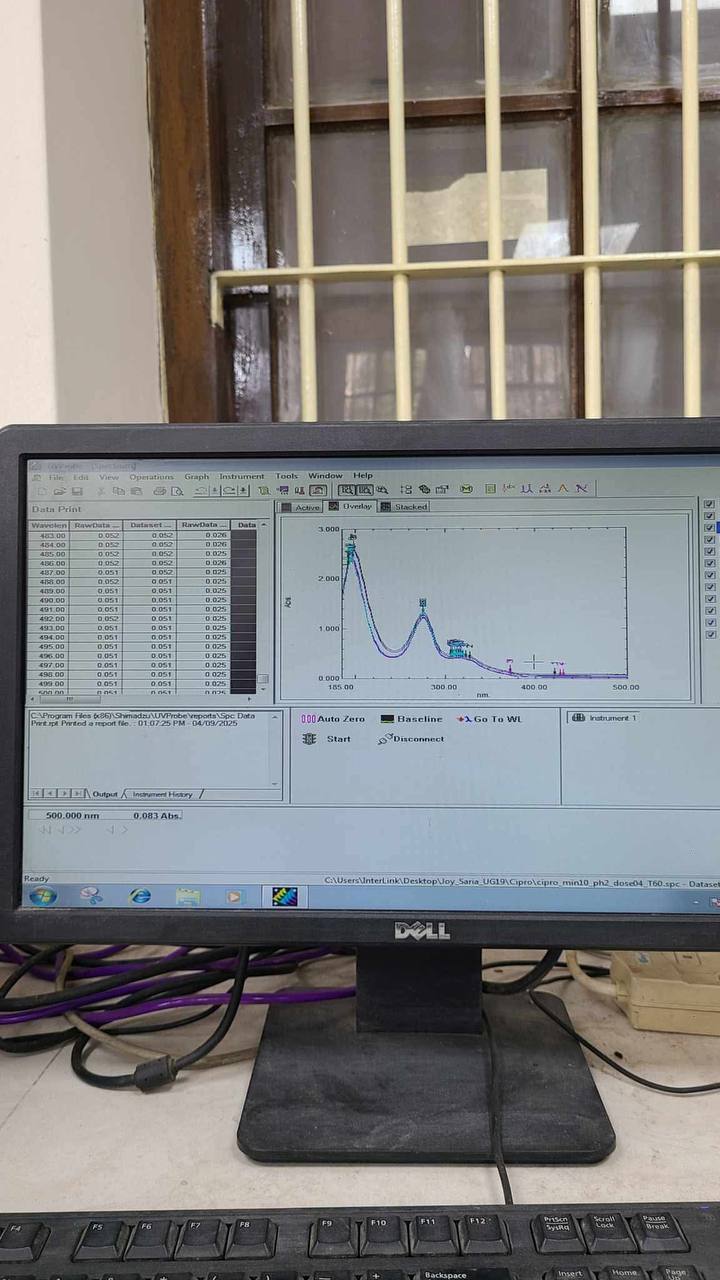 File Edit View Operations Graph Instrument Tools Window Help
Data Print
Active Overlay Stacked
Wavelen RawData ... Dataset ... RawData ... Data
483.00 0.052 0.052 0.026
484.00 0.052 0.052 0.026
485.00 0.052 0.052 0.025
486.00 0.052 0.052 0.026
487.00 0.052 0.051 0.025
488.00 0.052 0.051 0.025
489.00 0.051 0.051 0.025
490.00 0.051 0.051 0.025
491.00 0.051 0.051 0.025
492.00 0.052 0.051 0.025
493.00 0.051 0.051 0.025
494.00 0.051 0.051 0.025
495.00 0.051 0.051 0.025
496.00 0.051 0.051 0.025
497.00 0.051 0.051 0.025
498.00 0.051 0.051 0.025
499.00 0.051 0.051 0.025
500.00 0.051 0.051 0.025
3.000
2.000
Abs.
1.000
0.000
185.00 300.00 400.00 500.00
nm.
C:\Program Files (x86)\Shimadzu\UVProbe\reports\Spc Data
Print.rpt Printed a report file. : 01:07:25 PM - 04/09/2025
Output Instrument History
Auto Zero Baseline Go To WL
Start Disconnect
Instrument 1
500.000 nm 0.083 Abs.
Ready
C:\Users\InterLink\Desktop\Joy_Saria_UG19\Cipro\cipro_min10_ph2_dose04_T60.spc - Dataset
DELL
F4 F5 F6 F7 F8 F9 F10 F11 F12 PrtScn SysRq Scroll Lock Pause Break
Backspace Insert Home Page